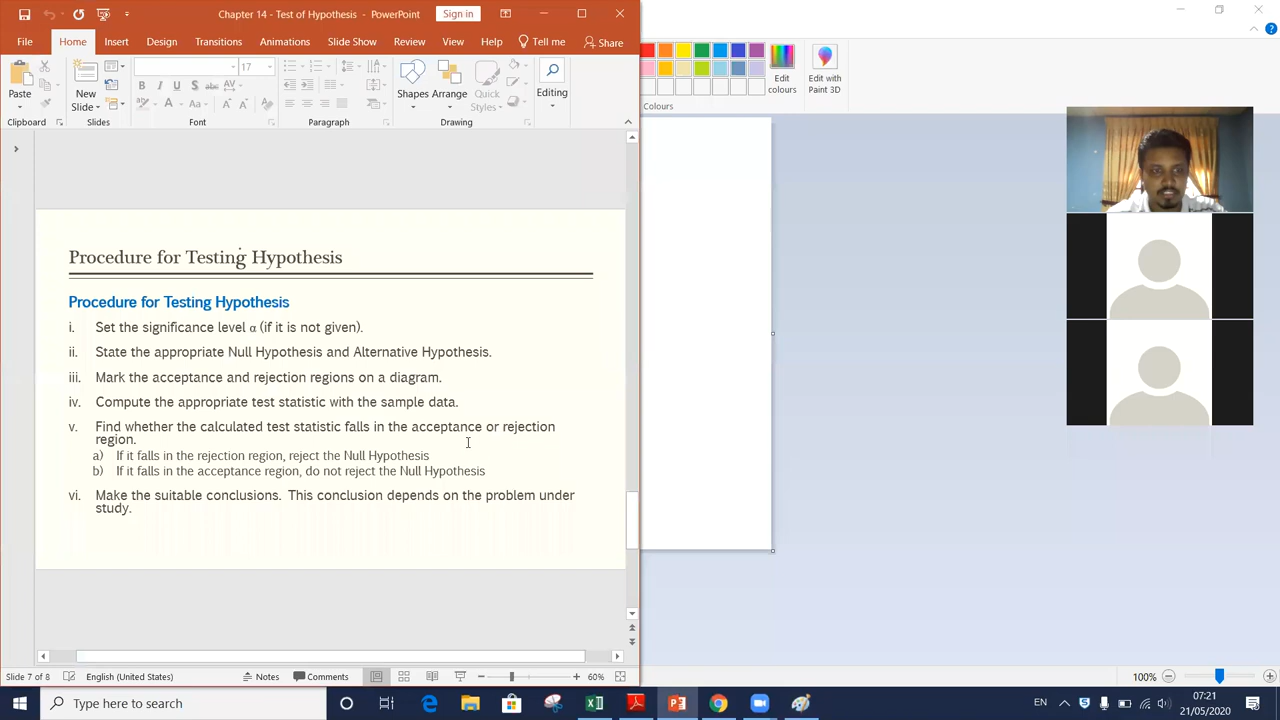 Chapter 14 - Test of Hypothesis - PowerPoint
Sign in
File
Home
Insert
Design
Transitions
Animations
Slide Show
Review
View
Help
Tell me
Share
17
Paste
New
Slide
Shapes
Arrange
Quick
Styles
Editing
Clipboard
Slides
Font
Paragraph
Drawing
Edit
colours
Edit with
Paint 3D
Colours
Procedure for Testing Hypothesis
Procedure for Testing Hypothesis
i. Set the significance level α (if it is not given).
ii. State the appropriate Null Hypothesis and Alternative Hypothesis.
iii. Mark the acceptance and rejection regions on a diagram.
iv. Compute the appropriate test statistic with the sample data.
v. Find whether the calculated test statistic falls in the acceptance or rejection
region.
a) If it falls in the rejection region, reject the Null Hypothesis
b) If it falls in the acceptance region, do not reject the Null Hypothesis
vi. Make the suitable conclusions. This conclusion depends on the problem under
study.
Slide 7 of 8
English (United States)
Notes
Comments
60%
100%
Type here to search
EN
07:21
21/05/2020